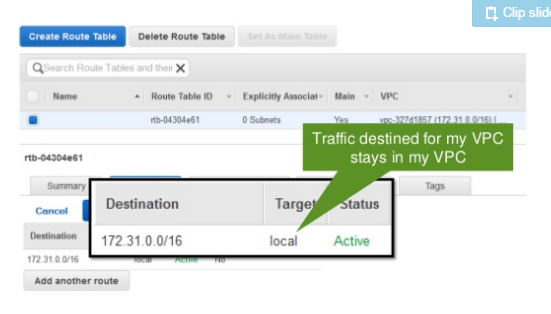 Clip slide
Create Route Table Delete Route Table Set As Main Table
Search Route Tables and their X
Name Route Table ID Explicitly Associat Main VPC
rtb-04304e61 0 Subnets Yes vpc-327d1857 (172.31.0.0/16) |
Traffic destined for my VPC
stays in my VPC
rtb-04304e61
Summary Tags
Cancel
Destination Target Status
172.31.0.0/16 local Active
Destination
172.31.0.0/16 local Active No
Add another route